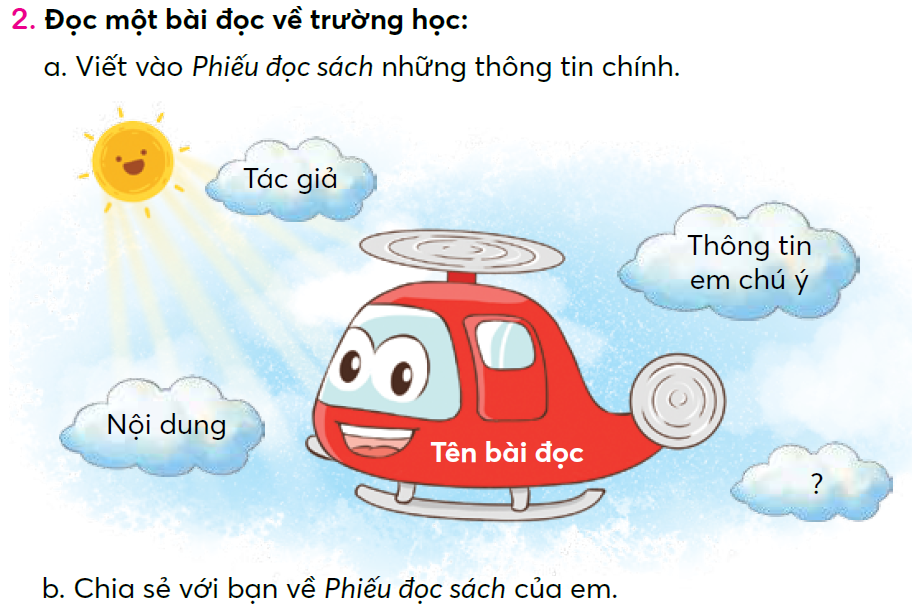 2. Đọc một bài đọc về trường học:
a. Viết vào Phiếu đọc sách những thông tin chính.
Tác giả
Thông tin
em chú ý
Nội dung
Tên bài đọc
?
b. Chia sẻ với bạn về Phiếu đọc sách của em.